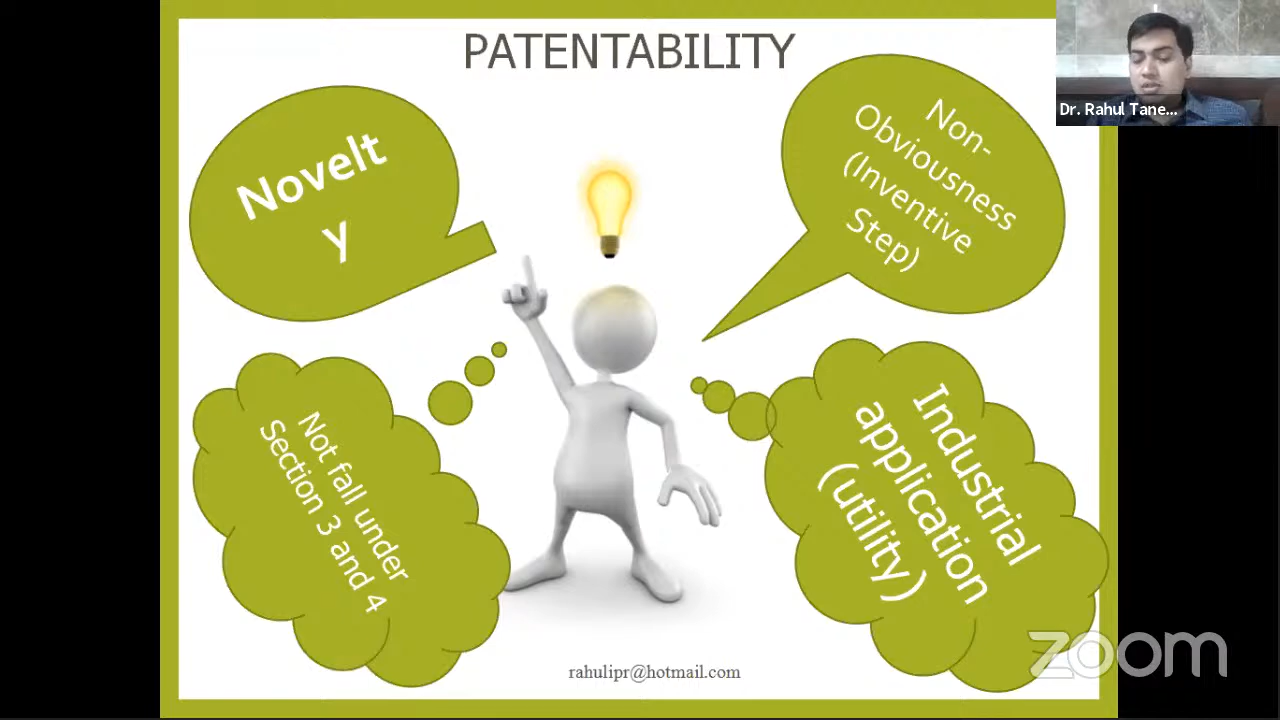 PATENTABILITY
Dr. Rahul Tane...
Novelt
y
Non-
Obviousness
(Inventive
Step)
Not fall under
Section 3 and 4
Industrial
application
(utility)
rahulipr@hotmail.com
zoom